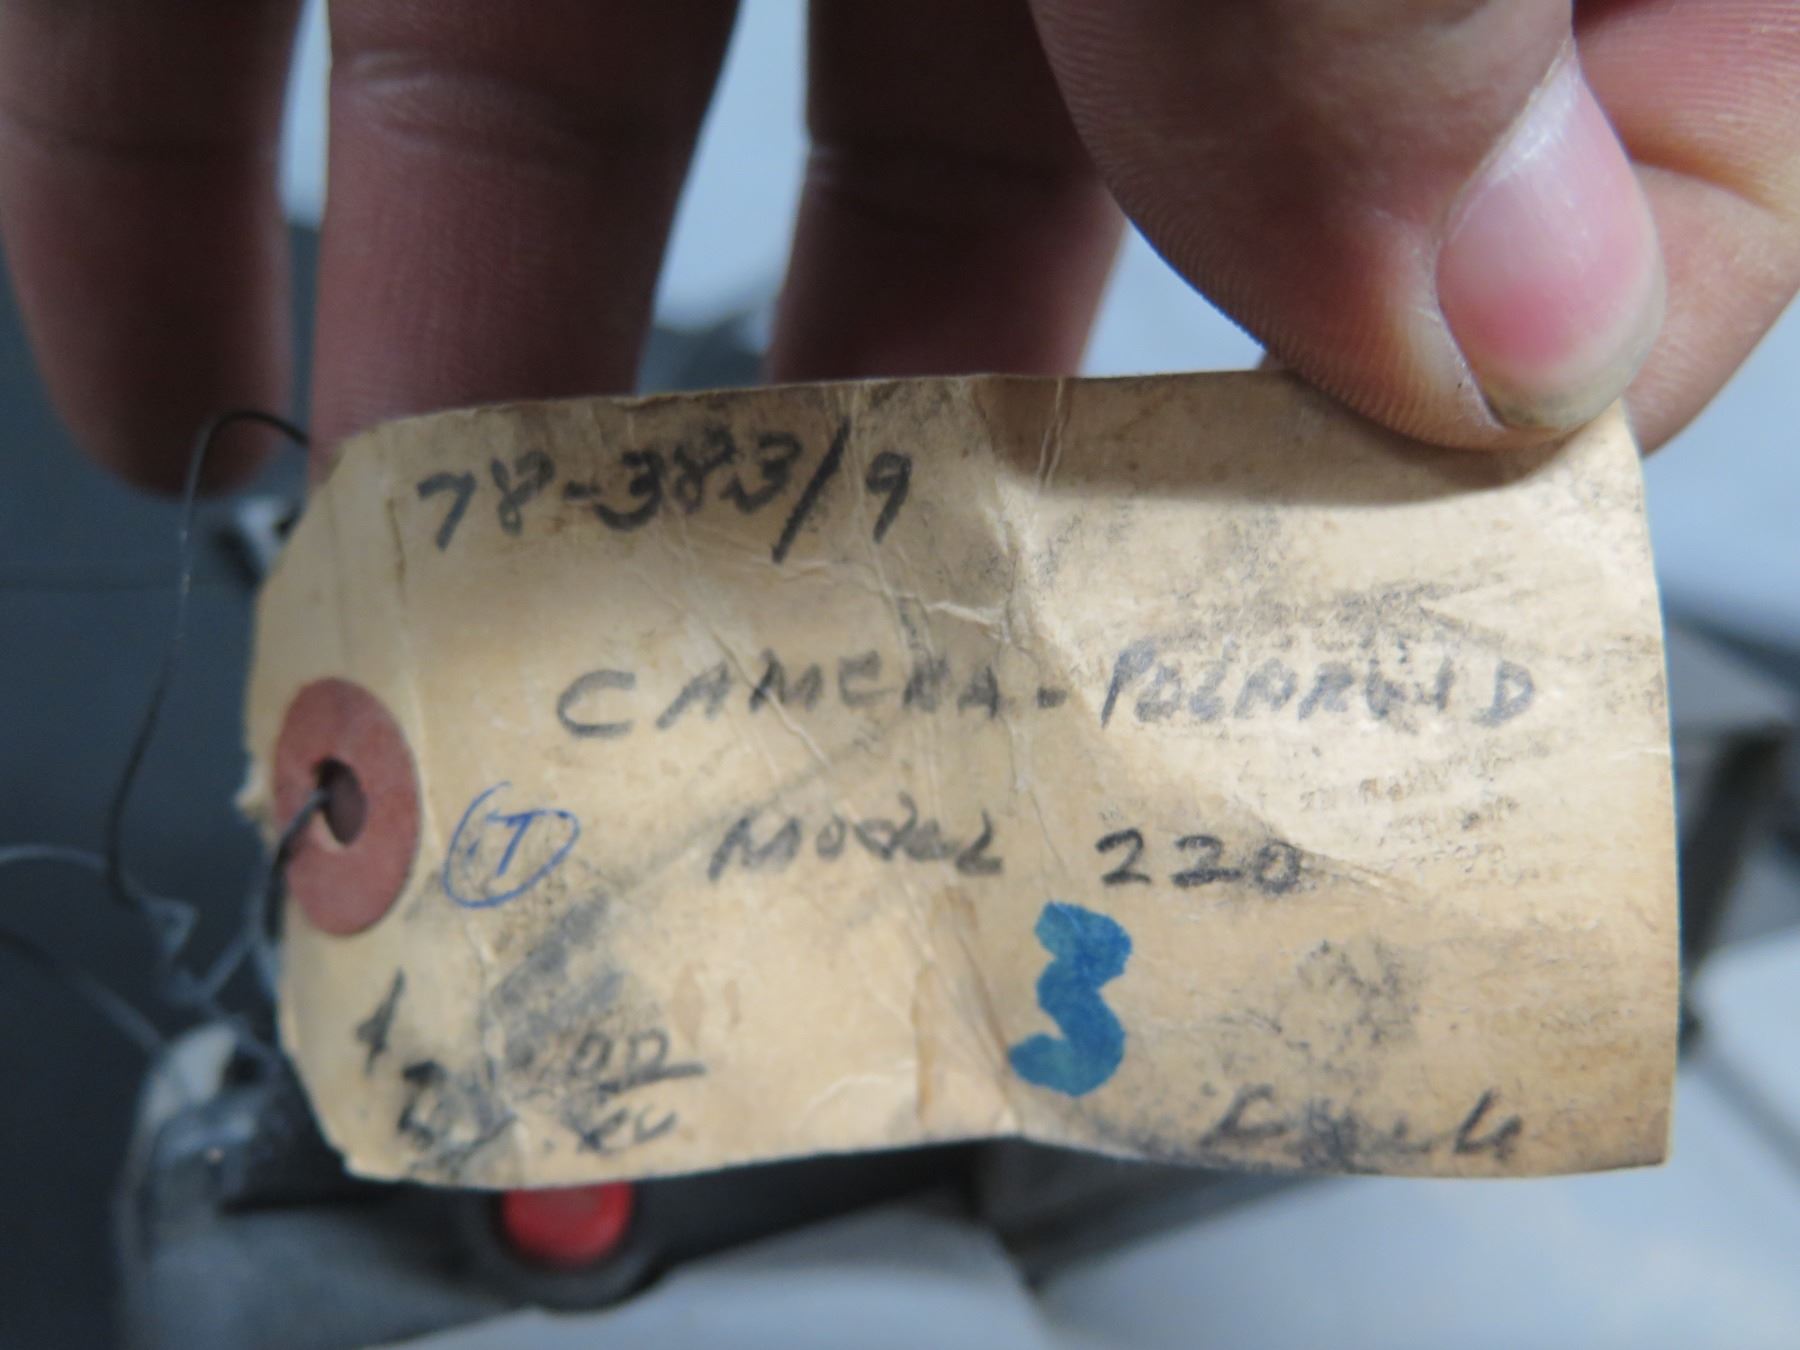 78-383/9
CAMERA-POLAROID
T MODEL 220
3